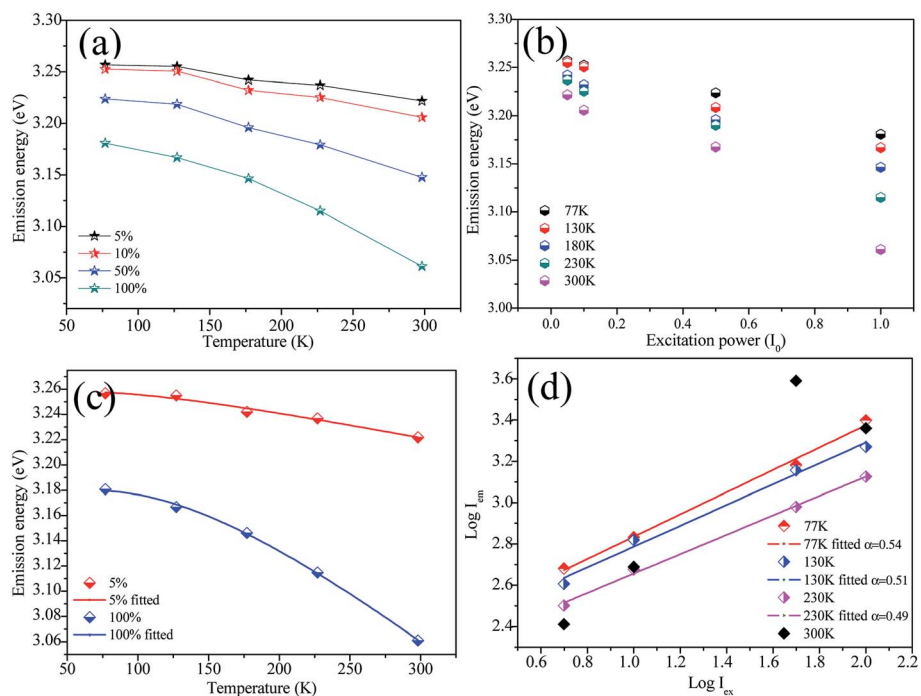 (a)
3.30
3.25
3.20
3.15
3.10
3.05
Emission energy (eV)
5%
10%
50%
100%
50
100
150
200
250
300
Temperature (K)
(b)
3.30
3.25
3.20
3.15
3.10
3.05
3.00
Emission energy (eV)
77K
130K
180K
230K
300K
0.0
0.2
0.4
0.6
0.8
1.0
Excitation power (I₀)
(c)
3.26
3.24
3.22
3.20
3.18
3.16
3.14
3.12
3.10
3.08
3.06
Emission energy (eV)
5%
5% fitted
100%
100% fitted
50
100
150
200
250
300
Temperature (K)
(d)
3.6
3.4
3.2
3.0
2.8
2.6
2.4
Log I_em
77K
77K fitted α=0.54
130K
130K fitted α=0.51
230K
230K fitted α=0.49
300K
0.6
0.8
1.0
1.2
1.4
1.6
1.8
2.0
2.2
Log I_ex